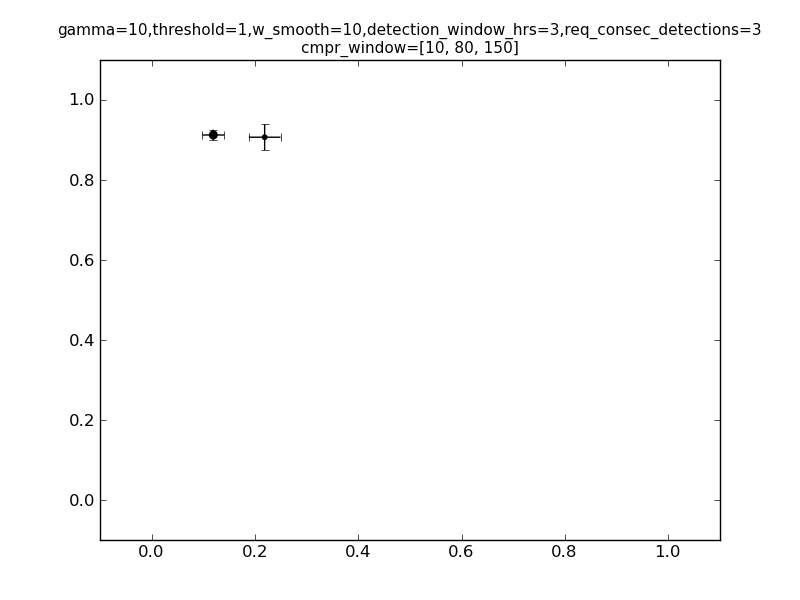 gamma=10,threshold=1,w_smooth=10,detection_window_hrs=3,req_consec_detections=3
cmpr_window=[10, 80, 150]
1.0
0.8
0.6
0.4
0.2
0.0
0.0 0.2 0.4 0.6 0.8 1.0